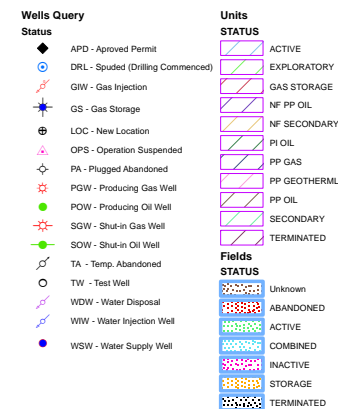 Wells Query
Status
APD - Aproved Permit
DRL - Spuded (Drilling Commenced)
GIW - Gas Injection
GS - Gas Storage
LOC - New Location
OPS - Operation Suspended
PA - Plugged Abandoned
PGW - Producing Gas Well
POW - Producing Oil Well
SGW - Shut-in Gas Well
SOW - Shut-in Oil Well
TA - Temp. Abandoned
TW - Test Well
WDW - Water Disposal
WIW - Water Injection Well
WSW - Water Supply Well
Units
STATUS
ACTIVE
EXPLORATORY
GAS STORAGE
NF PP OIL
NF SECONDARY
PI OIL
PP GAS
PP GEOTHERML
PP OIL
SECONDARY
TERMINATED
Fields
STATUS
Unknown
ABANDONED
ACTIVE
COMBINED
INACTIVE
STORAGE
TERMINATED